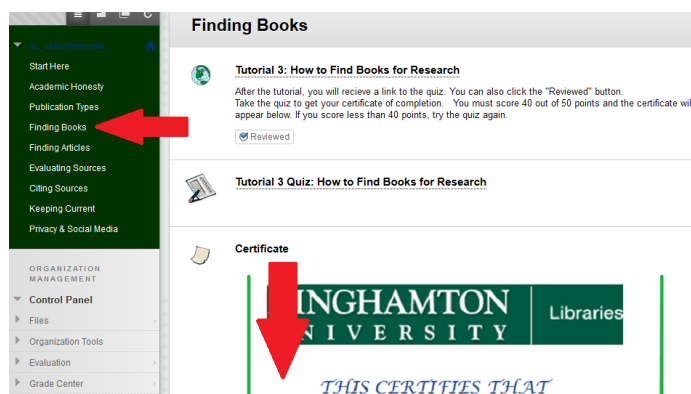 Finding Books
Start Here
Academic Honesty
Publication Types
Finding Books
Finding Articles
Evaluating Sources
Citing Sources
Keeping Current
Privacy & Social Media
ORGANIZATION
MANAGEMENT
Control Panel
Files
Organization Tools
Evaluation
Grade Center
Tutorial 3: How to Find Books for Research
After the tutorial, you will recieve a link to the quiz. You can also click the "Reviewed" button.
Take the quiz to get your certificate of completion. You must score 40 out of 50 points and the certificate wil
appear below. If you score less than 40 points, try the quiz again.
Reviewed
Tutorial 3 Quiz: How to Find Books for Research
Certificate
INGHAMTON
NIVERSITY
Libraries
THIS CERTIFIES THAT